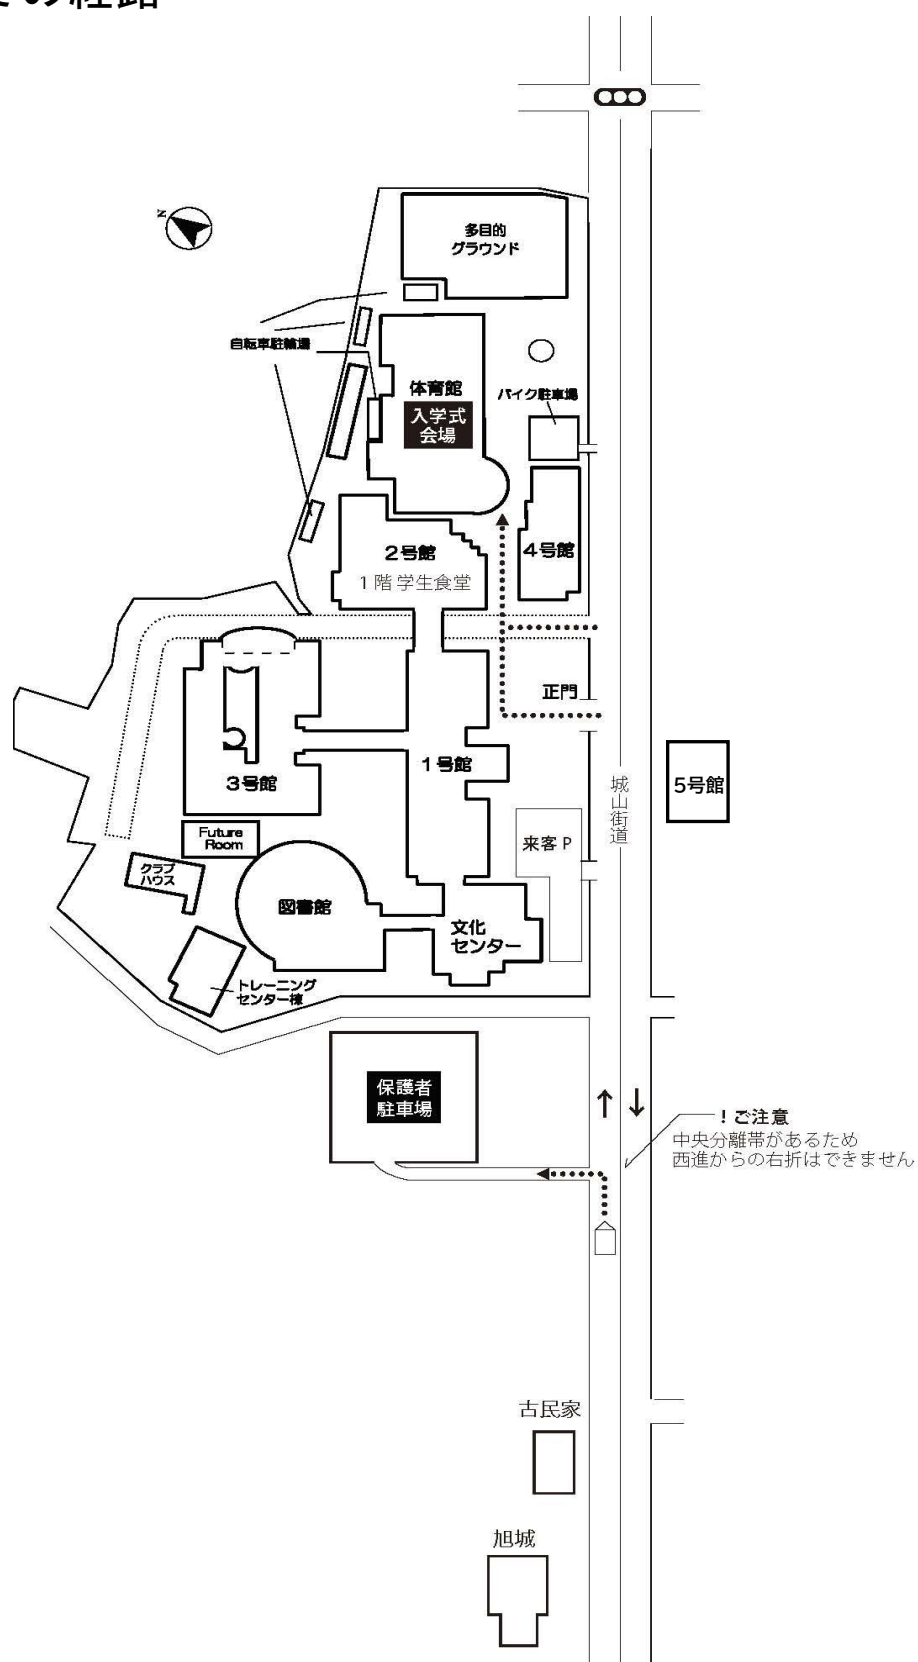 の経路
N
多目的
グラウンド
自転車駐輪場
体育館
入学式
会場
バイク駐車場
2号館
1階 学生食堂
4号館
正門
3号館
1号館
5号館
城山街道
Future
Room
来客 P
クラブ
ハウス
図書館
文化
センター
トレーニング
センター棟
保護者
駐車場
! ご注意
中央分離帯があるため
西進からの右折はできません
古民家
旭城